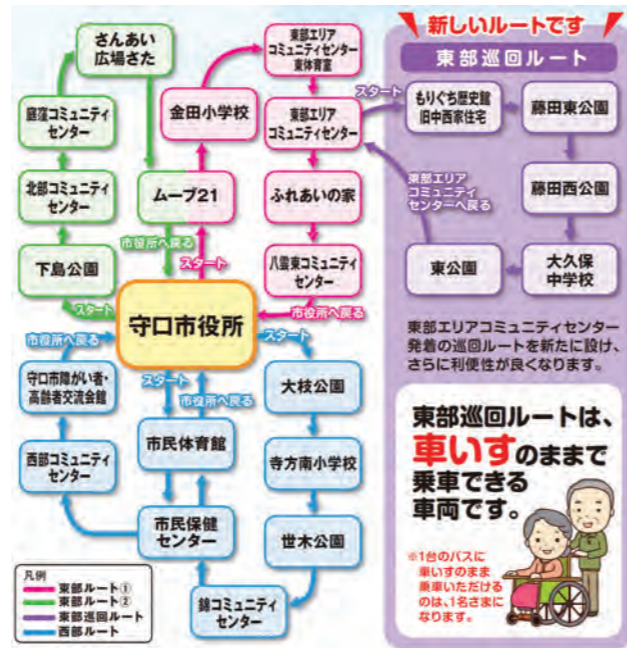 さんあい
広場さた
庭窪コミュニティ
センター
北部コミュニティ
センター
下島公園
スタート
ムーブ21
市役所へ戻る
スタート
金田小学校
東部エリア
コミュニティセンター
東体育室
東部エリア
コミュニティセンター
ふれあいの家
八雲東コミュニティ
センター
市役所へ戻る
守口市役所
市役所へ戻る
守口市障がい者・
高齢者交流会館
西部コミュニティ
センター
スタート
市役所へ戻る
市民体育館
市民保健
センター
スタート
大枝公園
寺方南小学校
世木公園
錦コミュニティ
センター
凡例
東部ルート①
東部ルート②
東部巡回ルート
西部ルート
新しいルートです
東部巡回ルート
スタート
もりぐち歴史館
旧中西家住宅
藤田東公園
藤田西公園
大久保
中学校
東公園
東部エリア
コミュニティ
センターへ戻る
東部エリアコミュニティセンター
発着の巡回ルートを新たに設け、
さらに利便性が良くなります。
東部巡回ルートは、
車いすのままで
乗車できる
車両です。
※1台のバスに
車いすのまま
乗車いただける
のは、1名さまに
なります。